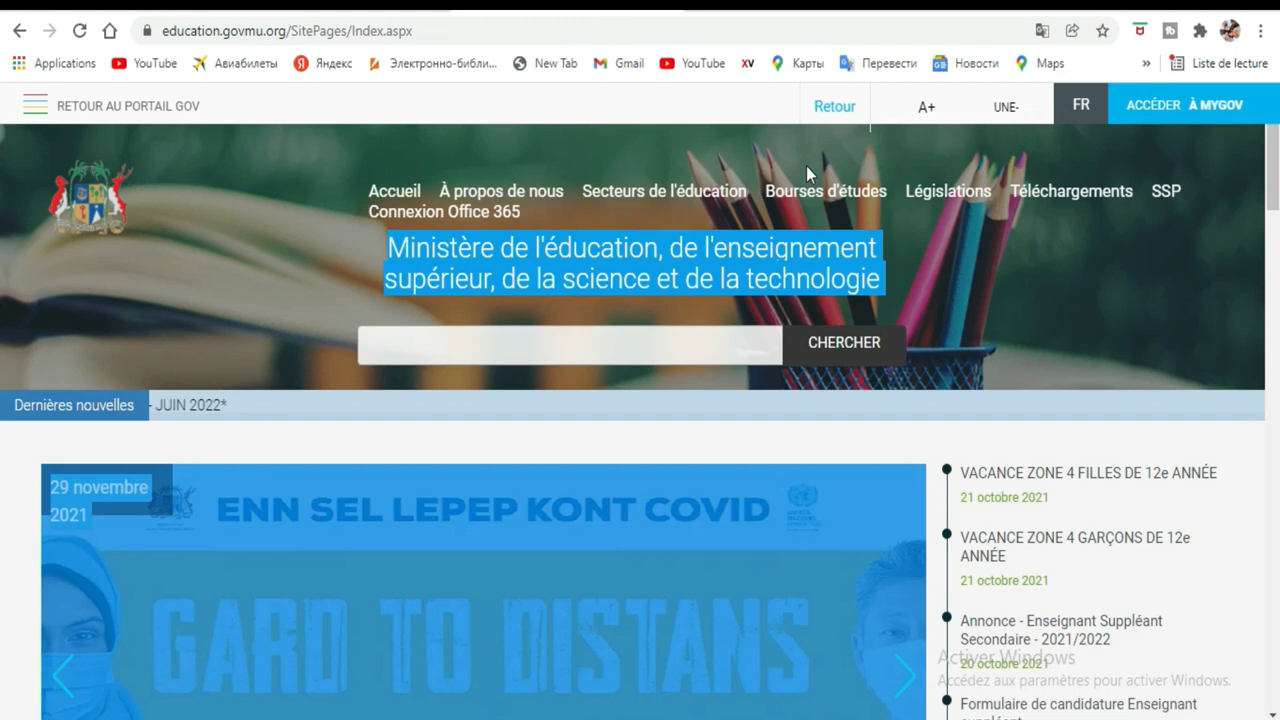 education.govmu.org/SitePages/Index.aspx
Applications YouTube Авиабилеты Яндекс Электронно-библи... New Tab Gmail YouTube XV Карты Перевести Новости Maps » Liste de lecture
RETOUR AU PORTAIL GOV Retour A+ UNE- FR ACCÉDER À MYGOV
Accueil À propos de nous Secteurs de l'éducation Bourses d'études Législations Téléchargements SSP
Connexion Office 365
Ministère de l'éducation, de l'enseignement
supérieur, de la science et de la technologie
CHERCHER
Dernières nouvelles - JUIN 2022*
29 novembre
2021
ENN SEL LEPEP KONT COVID
GARD TO DISTANS
VACANCE ZONE 4 FILLES DE 12e ANNÉE
21 octobre 2021
VACANCE ZONE 4 GARÇONS DE 12e
ANNÉE
21 octobre 2021
Annonce - Enseignant Suppléant
Secondaire - 2021/2022
20 octobre 2021
Activer Windows
Accédez aux paramètres pour activer Windows.
Formulaire de candidature Enseignant